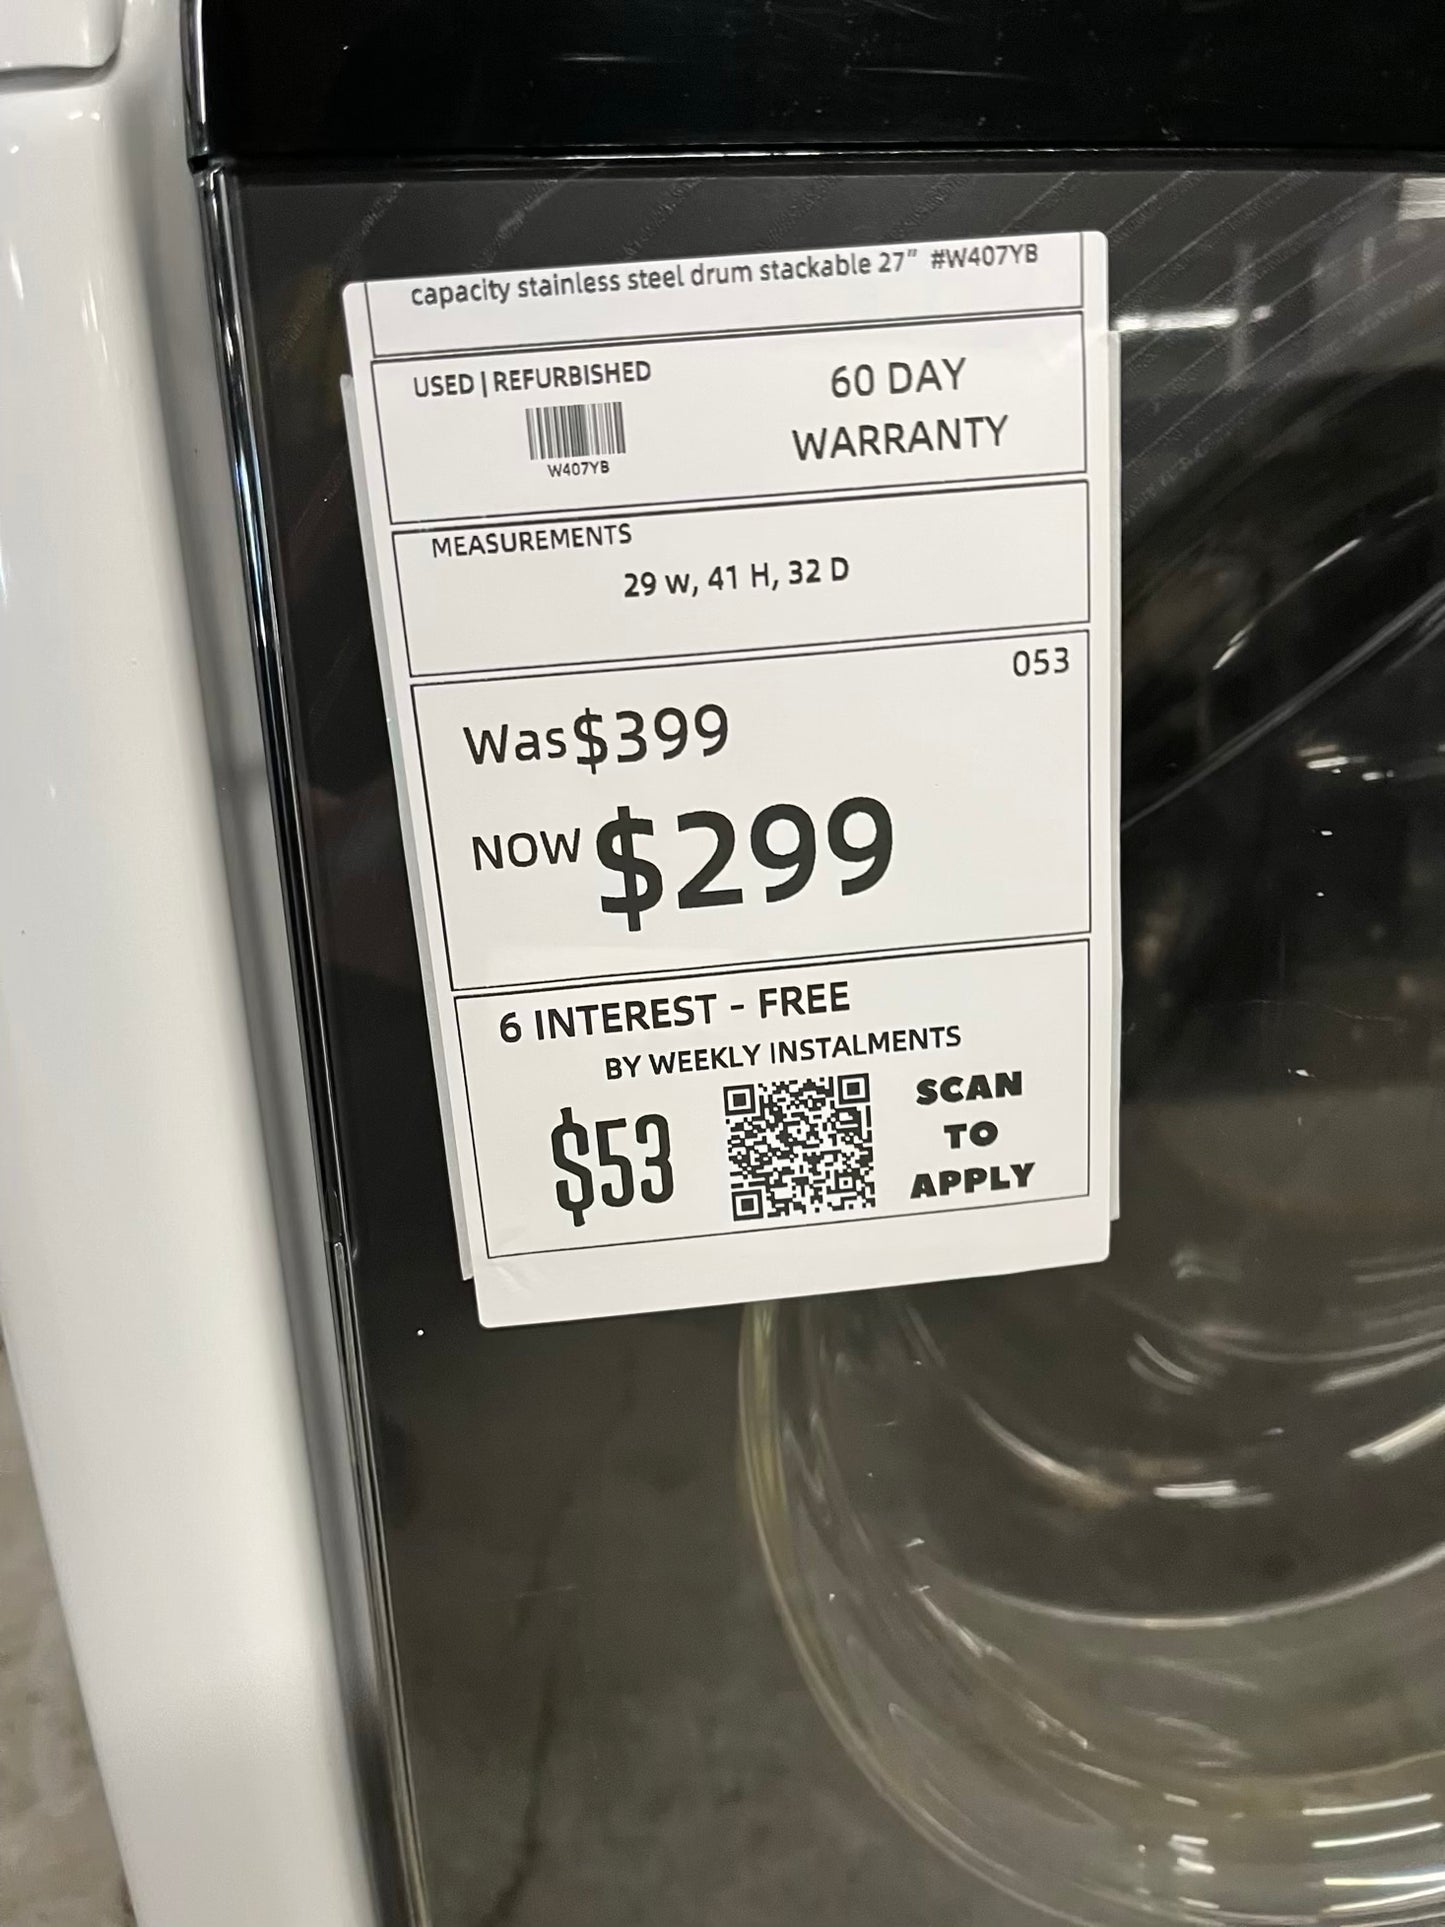 capacity stainless steel drum stackable 27" #W407YB
USED | REFURBISHED
W407YB
60 DAY
WARRANTY
MEASUREMENTS
29 w, 41 H, 32 D
053
Was $399
NOW $299
6 INTEREST - FREE
BY WEEKLY INSTALMENTS
$53
SCAN
TO
APPLY